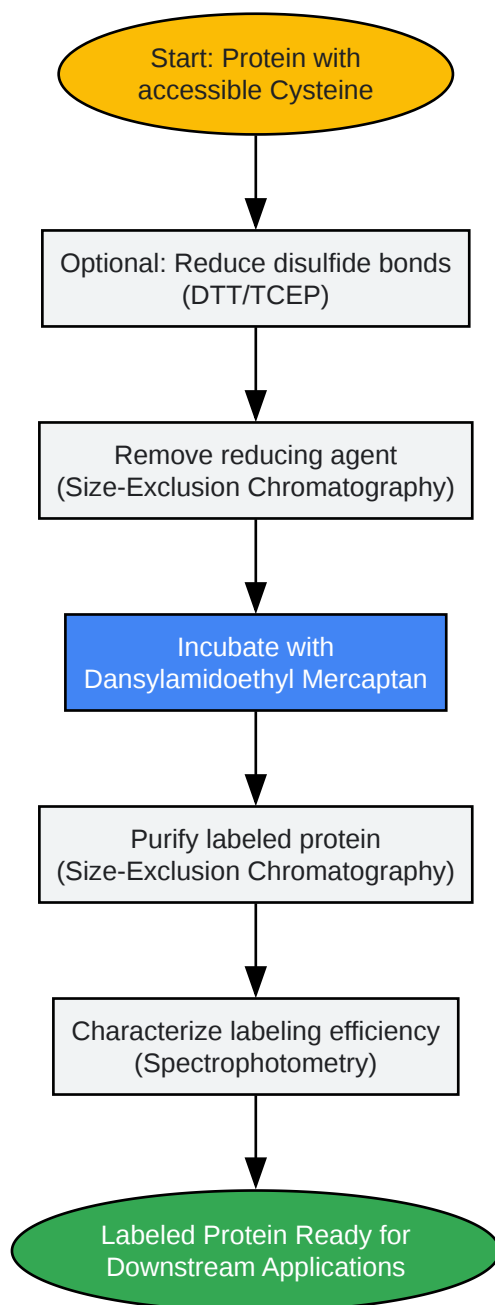 Start: Protein with
accessible Cysteine
Optional: Reduce disulfide bonds
(DTT/TCEP)
Remove reducing agent
(Size-Exclusion Chromatography)
Incubate with
Dansylamidoethyl Mercaptan
Purify labeled protein
(Size-Exclusion Chromatography)
Characterize labeling efficiency
(Spectrophotometry)
Labeled Protein Ready for
Downstream Applications